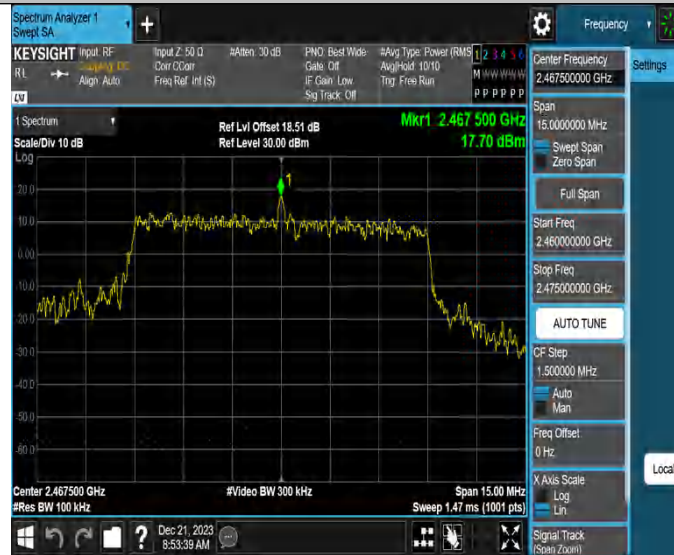 Spectrum Analyzer 1
Swept SA
+
Frequency
KEYSIGHT
RL
Input: RF
Coupling: DC
Align: Auto
Input Z: 50 Ω
Corr CCorr
Freq Ref: Int (S)
#Atten: 30 dB
PNO: Best Wide
Gate: Off
IF Gain: Low
Sig Track: Off
#Avg Type: Power (RMS
Avg|Hold: 10/10
Trig: Free Run
1 2 3 4 5 6
M W W W W W
P P P P P P
1 Spectrum
Scale/Div 10 dB
Log
Ref Lvl Offset 18.51 dB
Ref Level 30.00 dBm
Mkr1 2.467 500 GHz
17.70 dBm
1
20.0
10.0
0.00
-10.0
-20.0
-30.0
-40.0
-50.0
-60.0
Center 2.467500 GHz
#Res BW 100 kHz
#Video BW 300 kHz
Span 15.00 MHz
Sweep 1.47 ms (1001 pts)
?
Dec 21, 2023
8:53:39 AM
Center Frequency
2.467500000 GHz
Span
15.0000000 MHz
Swept Span
Zero Span
Full Span
Start Freq
2.460000000 GHz
Stop Freq
2.475000000 GHz
AUTO TUNE
CF Step
1.500000 MHz
Auto
Man
Freq Offset
0 Hz
X Axis Scale
Log
Lin
Signal Track
(Span Zoom)
Settings
Local